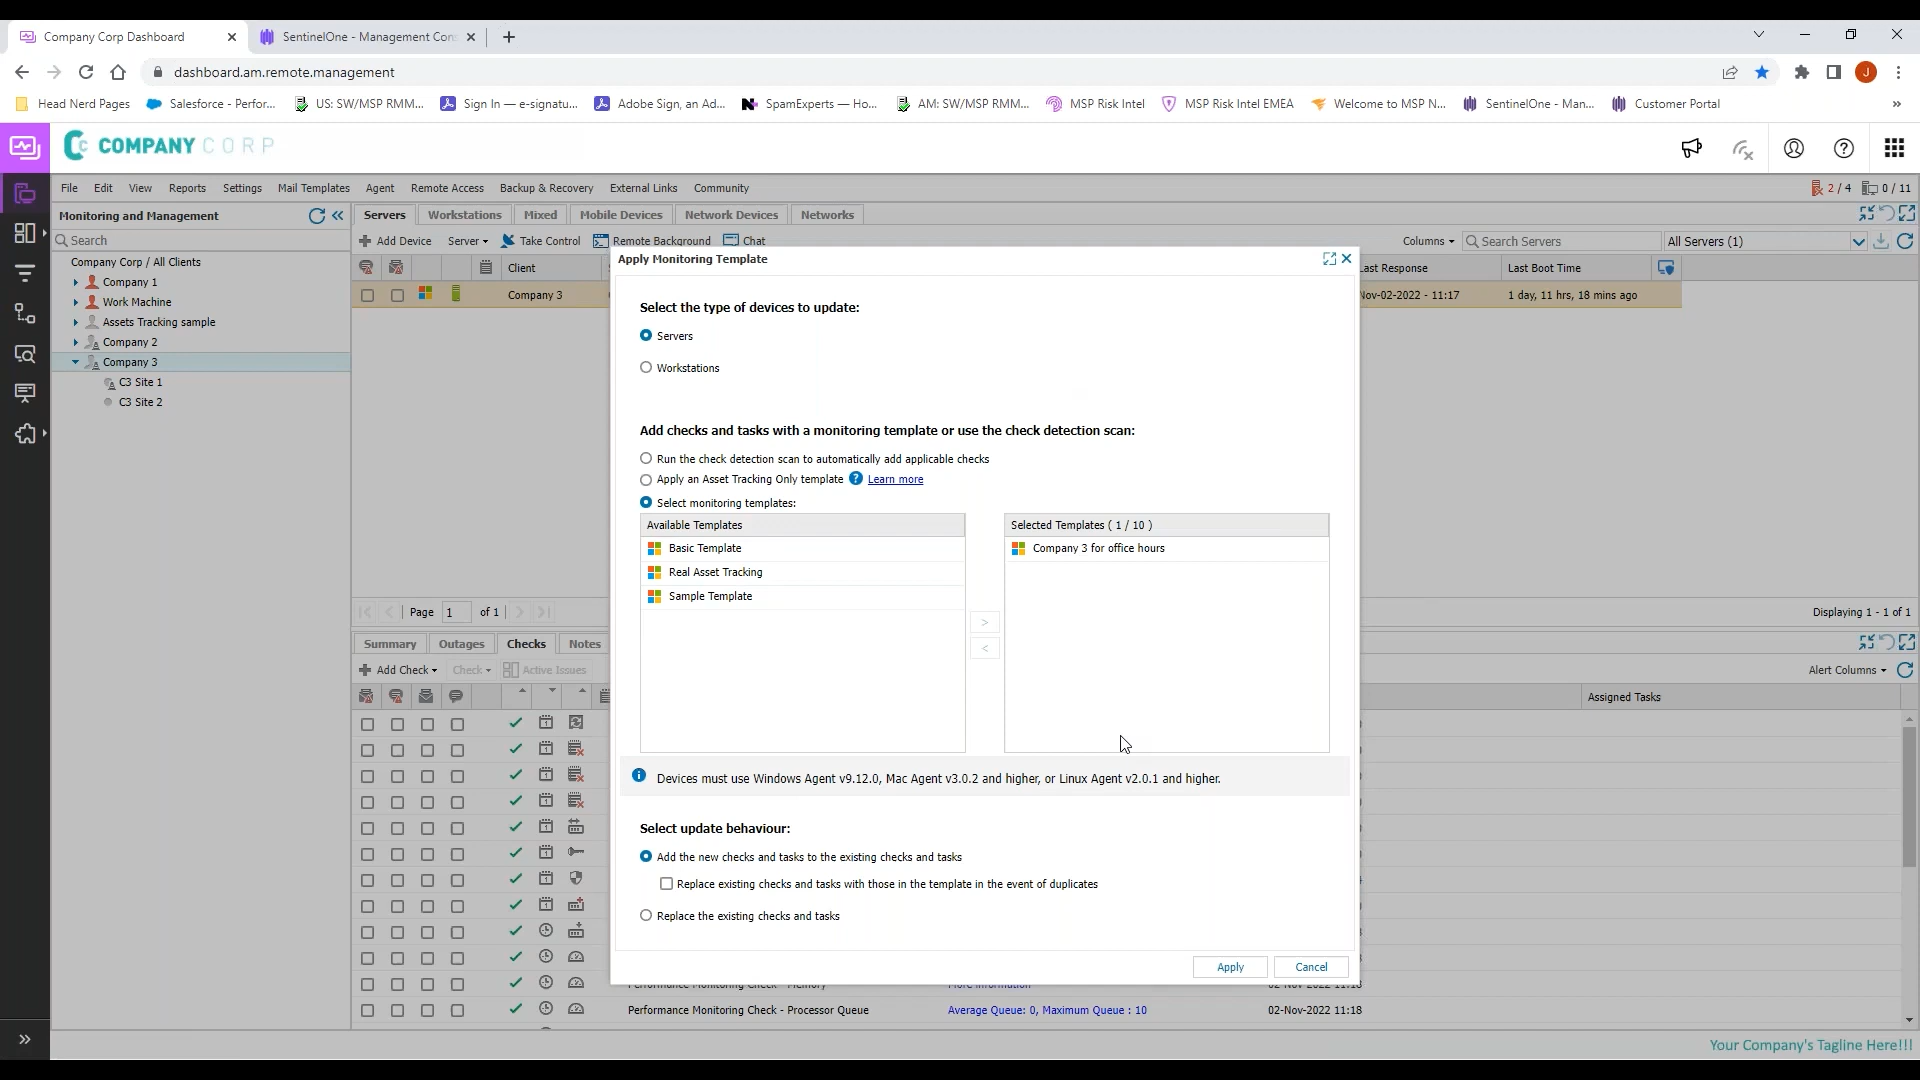 Company Corp Dashboard
SentinelOne - Management Con
dashboard.am.remote.management
Head Nerd Pages
Salesforce - Perfor...
US: SW/MSP RMM...
Sign In — e-signatu...
Adobe Sign, an Ad...
SpamExperts — Ho...
AM: SW/MSP RMM...
MSP Risk Intel
MSP Risk Intel EMEA
Welcome to MSP N...
SentinelOne - Man...
Customer Portal
J
COMPANY CORP
File Edit View Reports Settings Mail Templates Agent Remote Access Backup & Recovery External Links Community
2 / 4
0 / 11
Monitoring and Management
Search
Company Corp / All Clients
Company 1
Work Machine
Assets Tracking sample
Company 2
Company 3
C3 Site 1
C3 Site 2
Servers Workstations Mixed Mobile Devices Network Devices Networks
Add Device Server Take Control Remote Background Chat
Columns Search Servers All Servers (1)
Client
Last Response
Last Boot Time
Company 3
Nov-02-2022 - 11:17
1 day, 11 hrs, 18 mins ago
Apply Monitoring Template
Select the type of devices to update:
Servers
Workstations
Add checks and tasks with a monitoring template or use the check detection scan:
Run the check detection scan to automatically add applicable checks
Apply an Asset Tracking Only template ? Learn more
Select monitoring templates:
Available Templates
Basic Template
Real Asset Tracking
Sample Template
>
<
Selected Templates ( 1 / 10 )
Company 3 for office hours
Devices must use Windows Agent v9.12.0, Mac Agent v3.0.2 and higher, or Linux Agent v2.0.1 and higher.
Select update behaviour:
Add the new checks and tasks to the existing checks and tasks
Replace existing checks and tasks with those in the template in the event of duplicates
Replace the existing checks and tasks
Apply
Cancel
Page 1 of 1
Displaying 1 - 1 of 1
Summary Outages Checks Notes
Add Check Check Active Issues
Alert Columns
Assigned Tasks
Performance Monitoring Check - Memory
More Information
02-Nov-2022 11:18
Performance Monitoring Check - Processor Queue
Average Queue: 0, Maximum Queue : 10
02-Nov-2022 11:18
Your Company's Tagline Here!!!